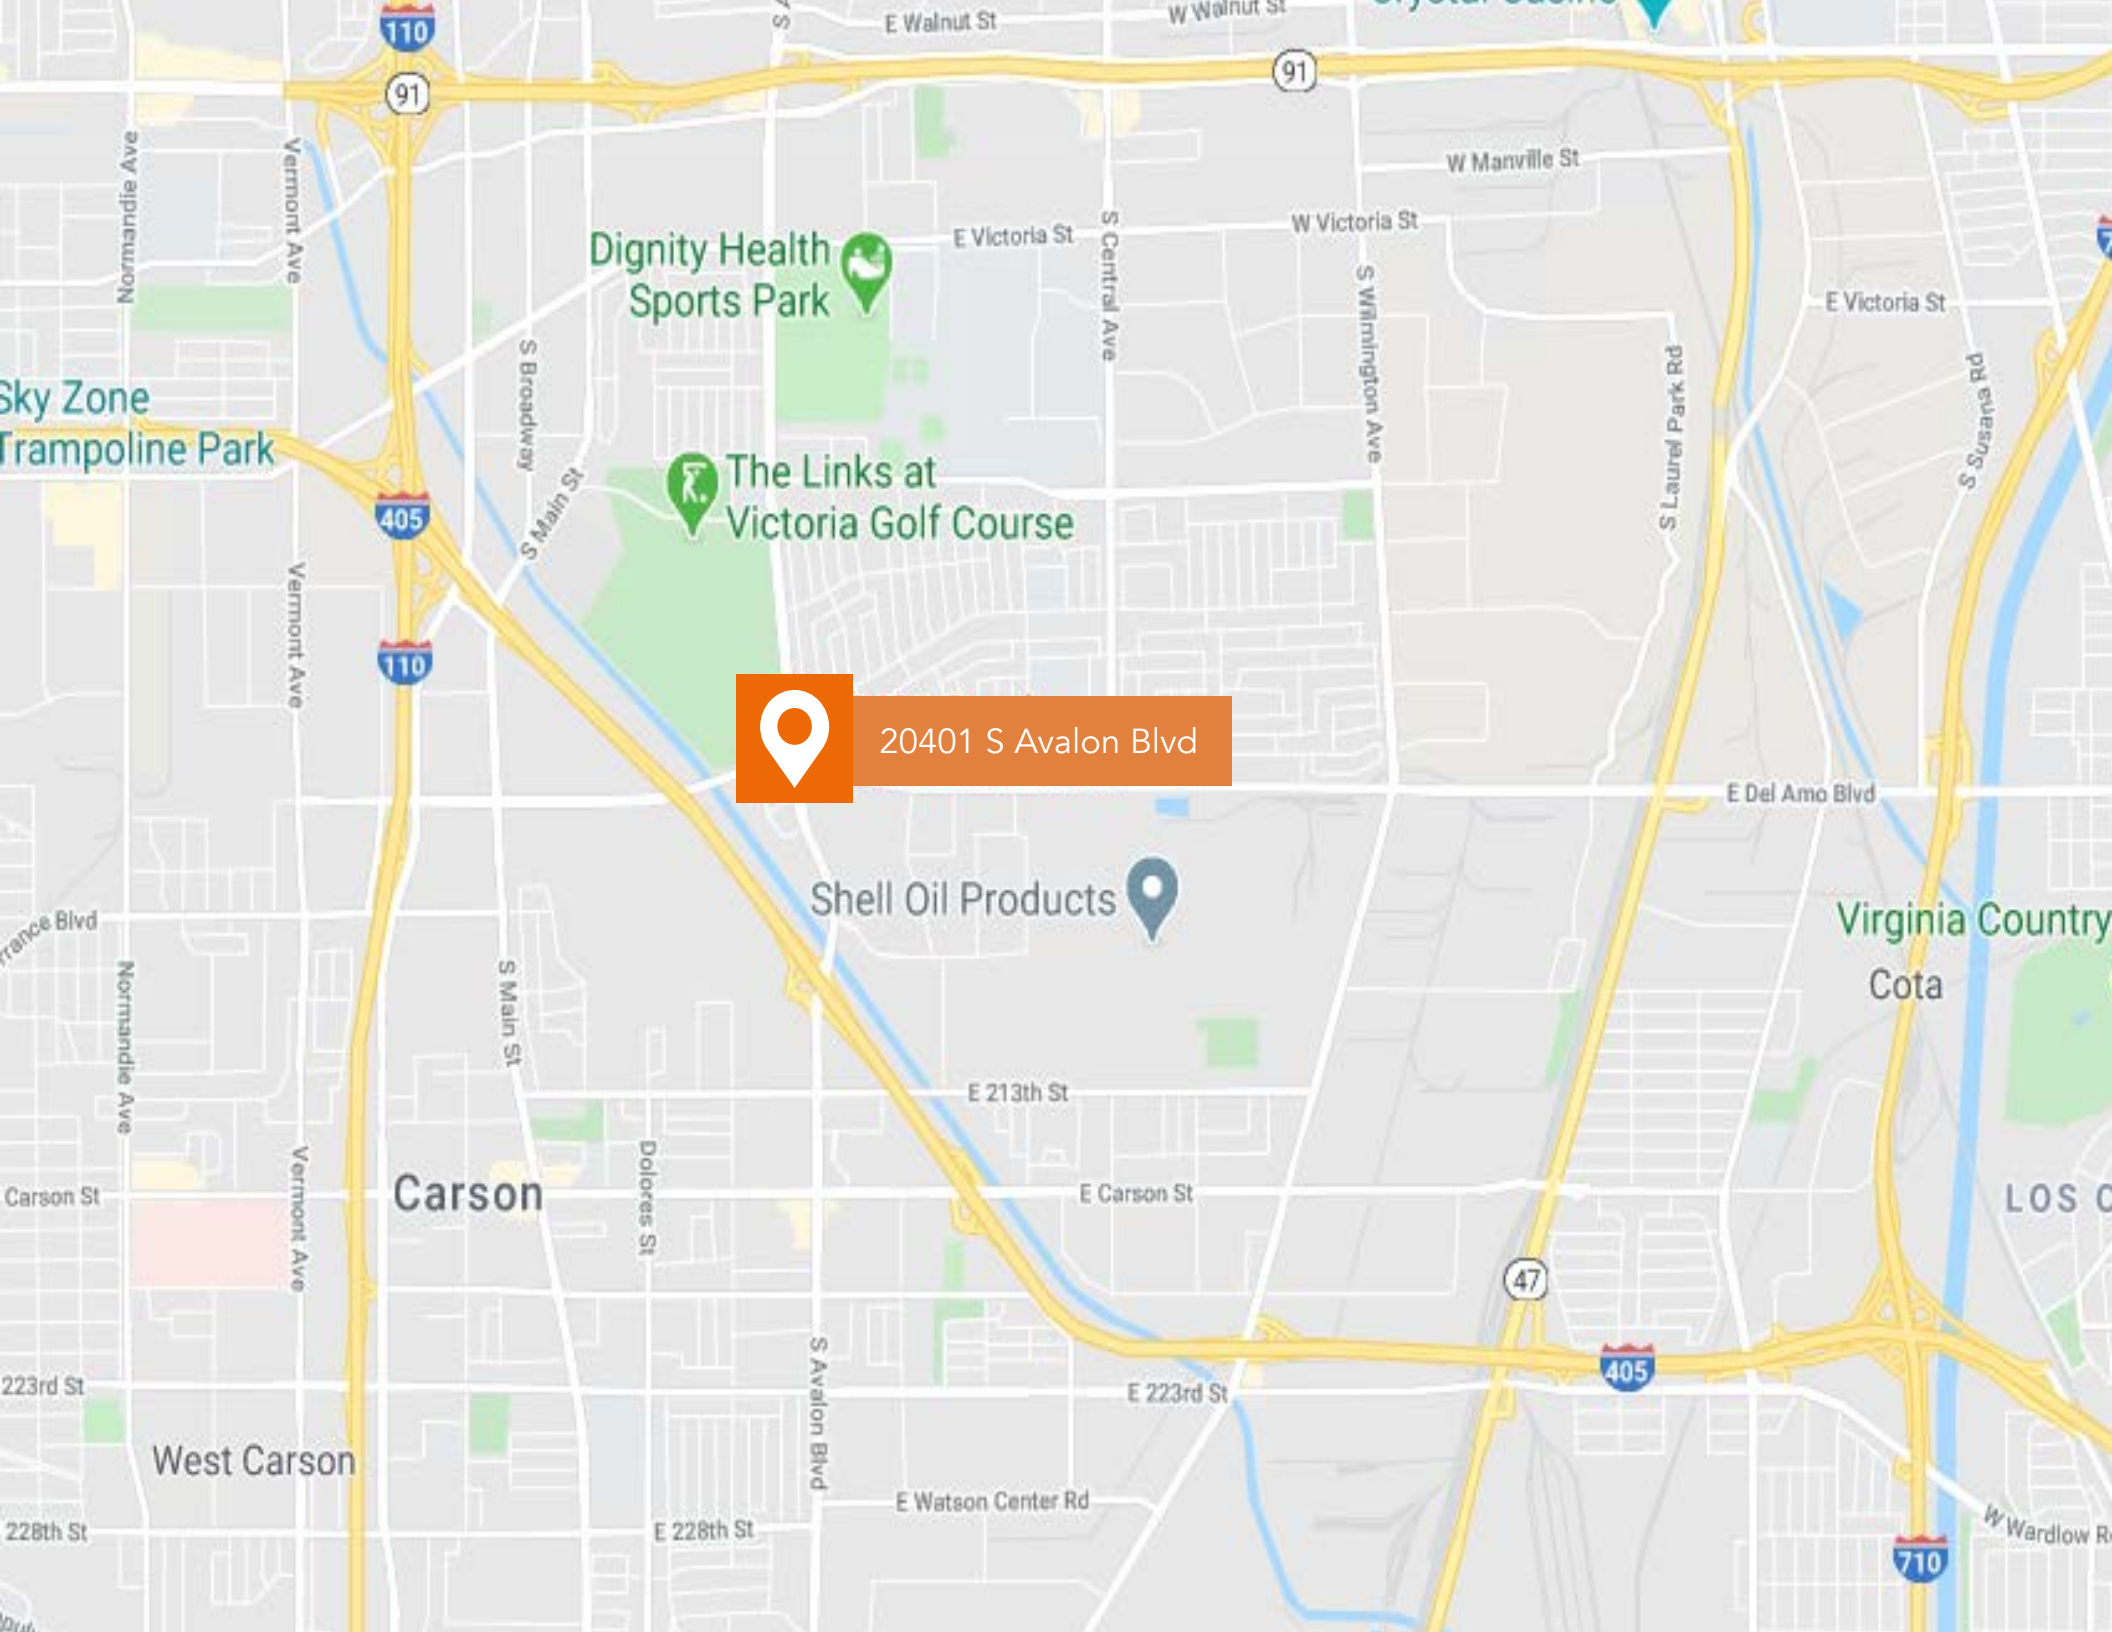 110
E Walnut St
W Walnut St
91
91
W Manville St
Normandie Ave
Vermont Ave
Dignity Health
Sports Park
E Victoria St
S Central Ave
W Victoria St
S Wilmington Ave
E Victoria St
S Broadway
S Laurel Park Rd
S Susana Rd
Sky Zone
Trampoline Park
The Links at
Victoria Golf Course
S Main St
405
Vermont Ave
110
20401 S Avalon Blvd
E Del Amo Blvd
Shell Oil Products
Blvd
Virginia Country
Cota
Normandie Ave
S Main St
E 213th St
Dolores St
Vermont Ave
Carson St
Carson
E Carson St
LOS
47
S Avalon Blvd
405
223rd St
E 223rd St
West Carson
E Watson Center Rd
228th St
E 228th St
W Wardlow
710